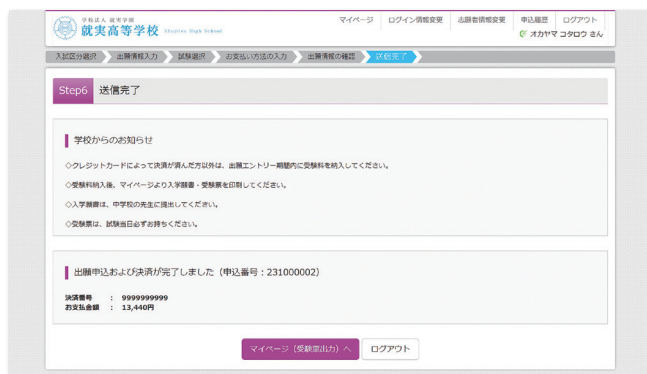 学校法人 就実学園
就実高等学校 Shujitsu High School
マイページ ログイン情報変更 志願者情報変更 申込履歴 ログアウト
オカヤマ コタロウ さん
入試区分選択 出願情報入力 試験選択 お支払い方法の入力 出願情報の確認 送信完了
Step6 送信完了
学校からのお知らせ
◇クレジットカードによって決済が済んだ方以外は、出願エントリー期間内に受験料を納入してください。
◇受験料納入後、マイページより入学願書・受験票を印刷してください。
◇入学願書は、中学校の先生に提出してください。
◇受験票は、試験当日必ずお持ちください。
出願申込および決済が完了しました（申込番号：231000002）
決済番号 ： 9999999999
お支払金額 ： 13,440円
マイページ（受験票出力）へ ログアウト